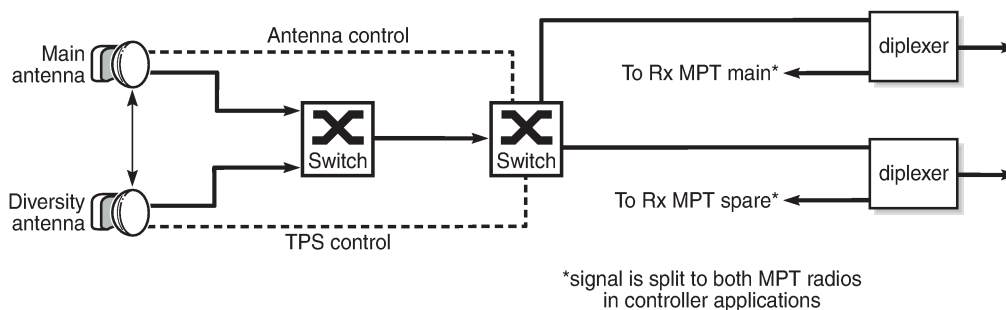 Antenna control
Main
antenna
diplexer
To Rx MPT main*
Switch
Switch
Diversity
antenna
TPS control
diplexer
To Rx MPT spare*
*signal is split to both MPT radios
in controller applications